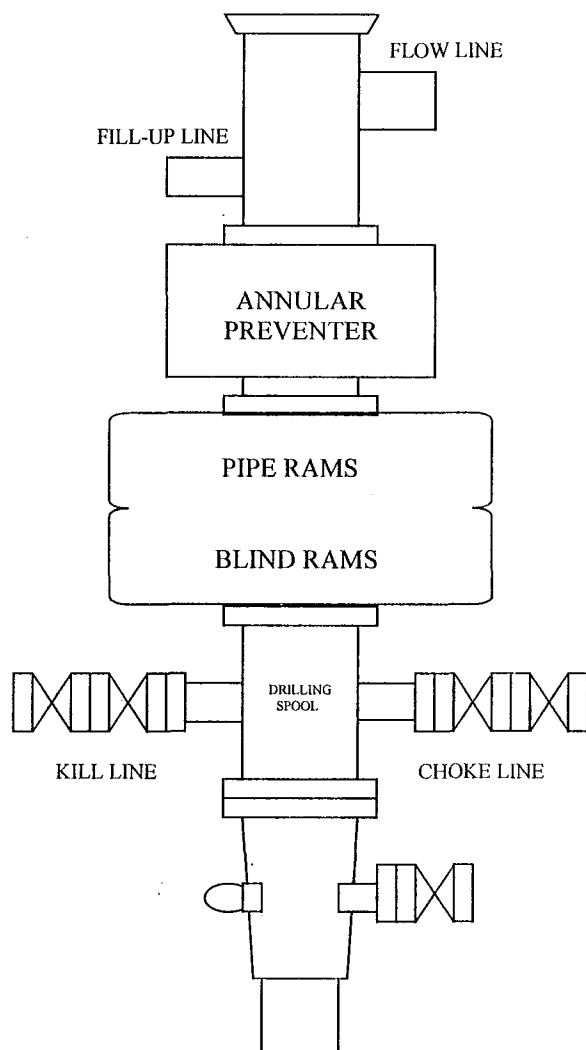 FLOW LINE
FILL-UP LINE
ANNULAR
PREVENTER
PIPE RAMS
BLIND RAMS
DRILLING
SPOOL
KILL LINE
CHOKE LINE